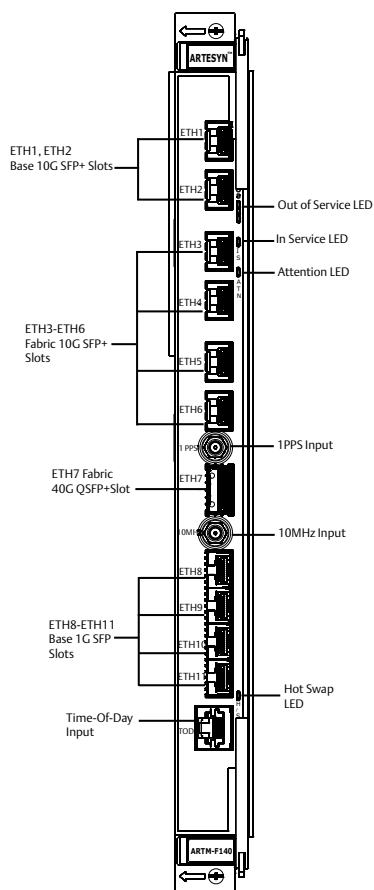 ARTESYN™
ETH1
ETH1, ETH2
Base 10G SFP+ Slots
ETH2
Out of Service LED
ETH3
In Service LED
I S
Attention LED
A T N
ETH4
ETH3-ETH6
Fabric 10G SFP+
Slots
ETH5
ETH6
1 PPS
1PPS Input
ETH7 Fabric
40G QSFP+Slot
ETH7
10MHz Input
ETH8
ETH9
ETH8-ETH11
Base 1G SFP
Slots
ETH10
ETH11
Hot Swap
LED
H / S
Time-Of-Day
Input
TOD
ARTM-F140